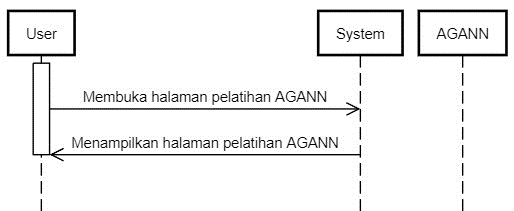 User
System
AGANN
Membuka halaman pelatihan AGANN
Menampilkan halaman pelatihan AGANN